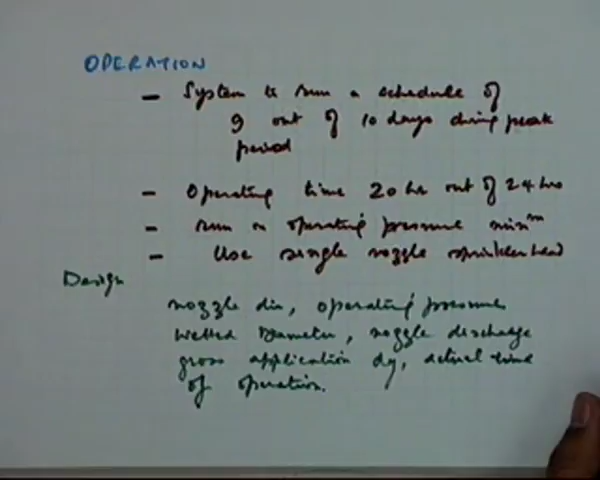 OPERATION
- System to run a schedule of
9 out of 10 days during peak
period
- Operating time 20 hr out of 24 hrs
- Run on operating pressure minm
- Use single nozzle sprinkler head
Design
nozzle dia, operating pressure
wetted Diameter, nozzle discharge
gross application dg, actual time
of operation.